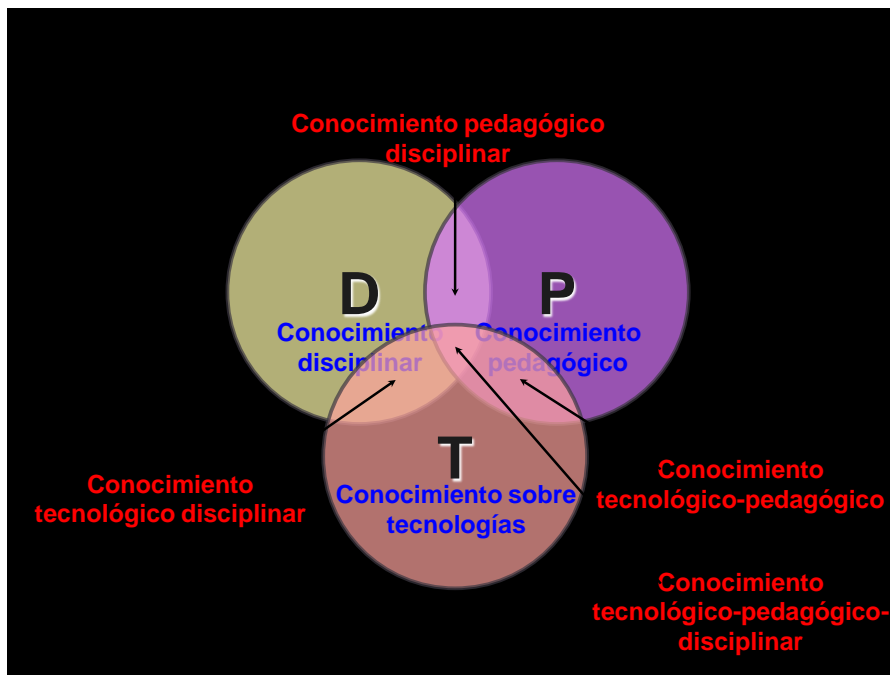 Conocimiento pedagógico
disciplinar
D
P
Conocimiento
disciplinar
Conocimiento
pedagógico
T
Conocimiento sobre
tecnologías
Conocimiento
tecnológico disciplinar
Conocimiento
tecnológico-pedagógico
Conocimiento
tecnológico-pedagógico-
disciplinar